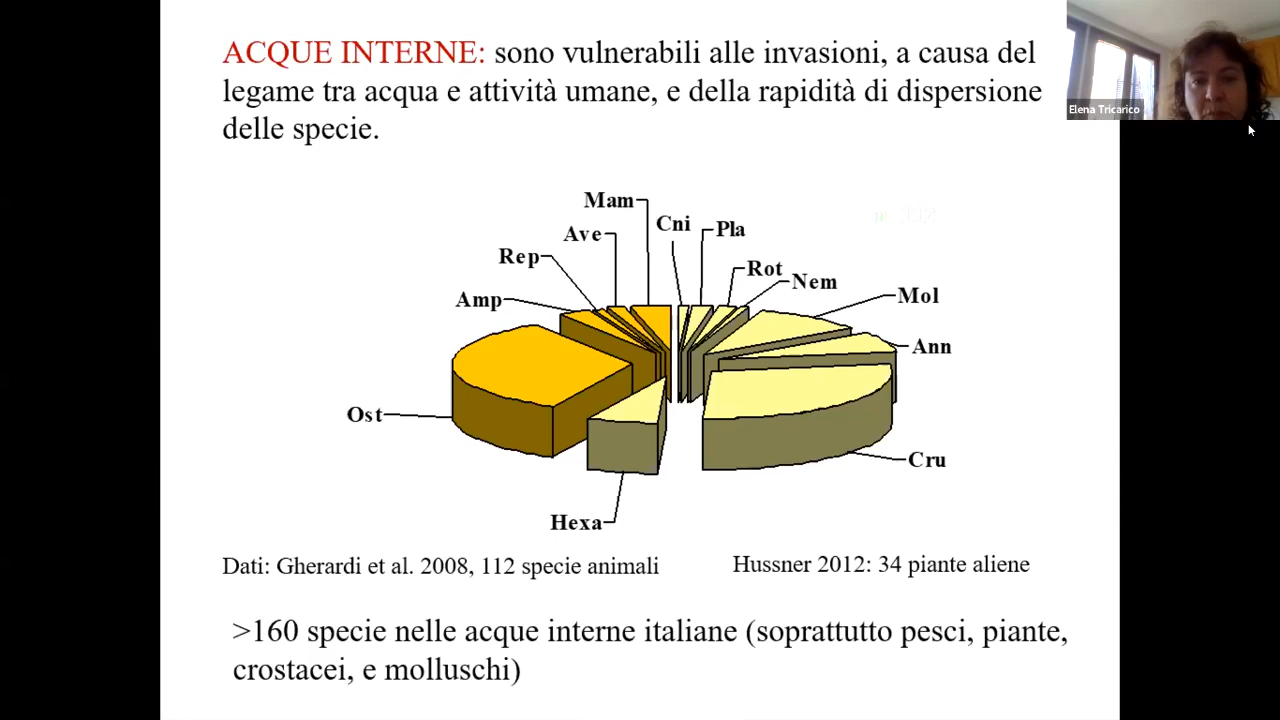 ACQUE INTERNE: sono vulnerabili alle invasioni, a causa del
legame tra acqua e attività umane, e della rapidità di dispersione
delle specie.
Elena Tricarico
Mam
Cni
Pla
Ave
Rep
Rot
Nem
Amp
Mol
Ann
Ost
Cru
Hexa
Dati: Gherardi et al. 2008, 112 specie animali
Hussner 2012: 34 piante aliene
>160 specie nelle acque interne italiane (soprattutto pesci, piante,
crostacei, e molluschi)